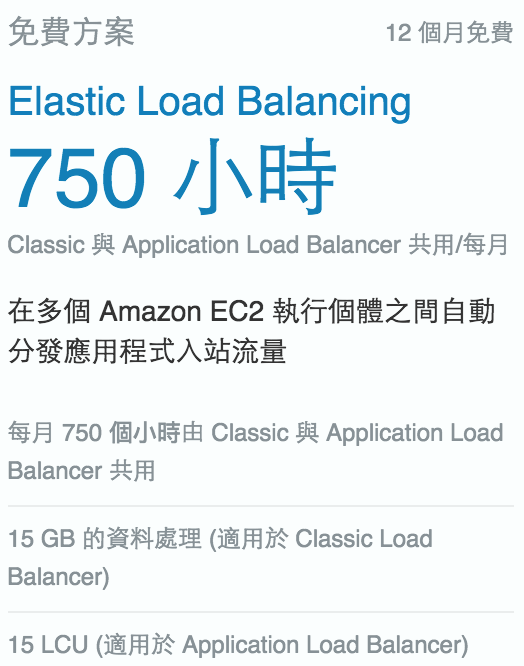 免費方案
12 個月免費
Elastic Load Balancing
750 小時
Classic 與 Application Load Balancer 共用/每月
在多個 Amazon EC2 執行個體之間自動
分發應用程式入站流量
每月 750 個小時由 Classic 與 Application Load
Balancer 共用
15 GB 的資料處理 (適用於 Classic Load
Balancer)
15 LCU (適用於 Application Load Balancer)